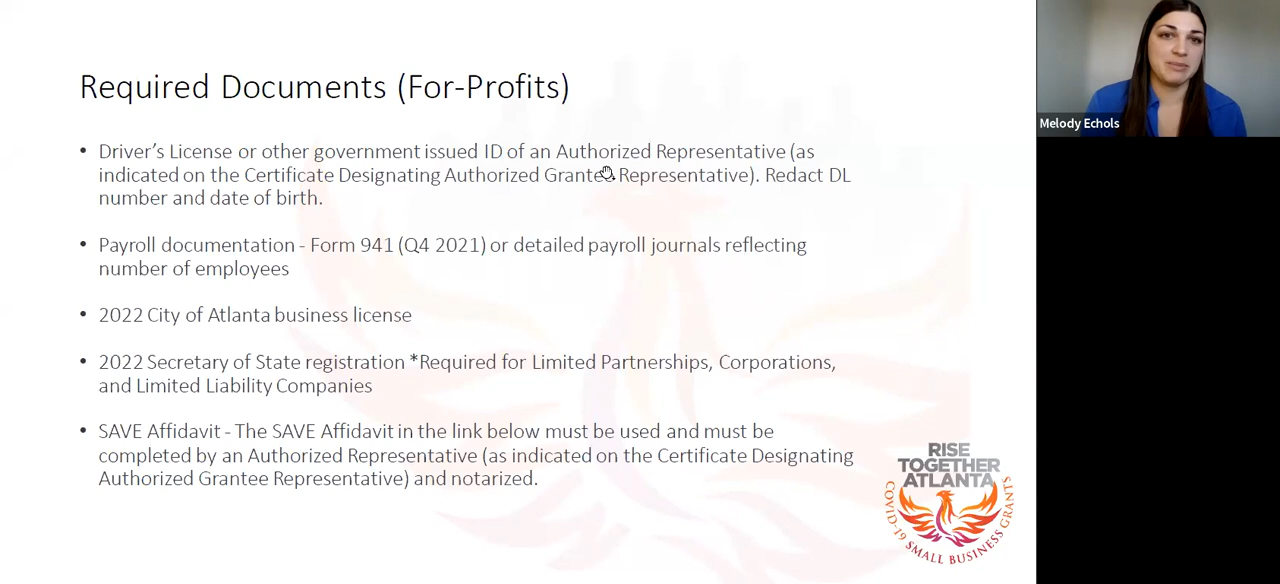 Required Documents (For-Profits)
• Driver's License or other government issued ID of an Authorized Representative (as
indicated on the Certificate Designating Authorized Grantee Representative). Redact DL
number and date of birth.
• Payroll documentation - Form 941 (Q4 2021) or detailed payroll journals reflecting
number of employees
• 2022 City of Atlanta business license
• 2022 Secretary of State registration *Required for Limited Partnerships, Corporations,
and Limited Liability Companies
• SAVE Affidavit - The SAVE Affidavit in the link below must be used and must be
completed by an Authorized Representative (as indicated on the Certificate Designating
Authorized Grantee Representative) and notarized.
RISE
TOGETHER
ATLANTA
COVID-19 SMALL BUSINESS GRANTS
Melody Echols